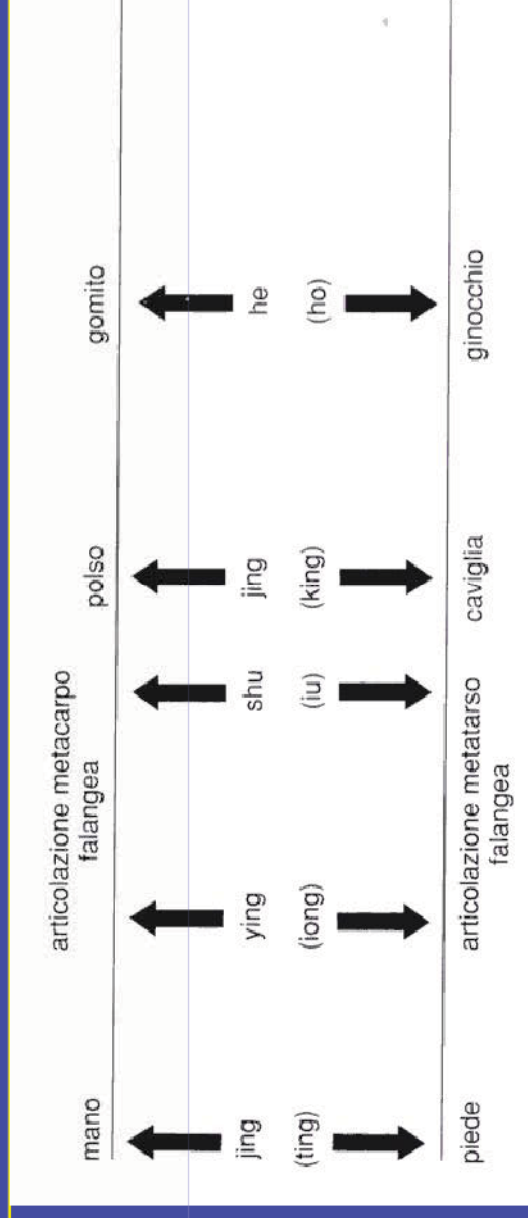 mano
articolazione metacarpo
falangea
polso
gomito
jing
ying
shu
jing
he
(ting)
(iong)
(iu)
(king)
(ho)
piede
articolazione metatarso
falangea
caviglia
ginocchio